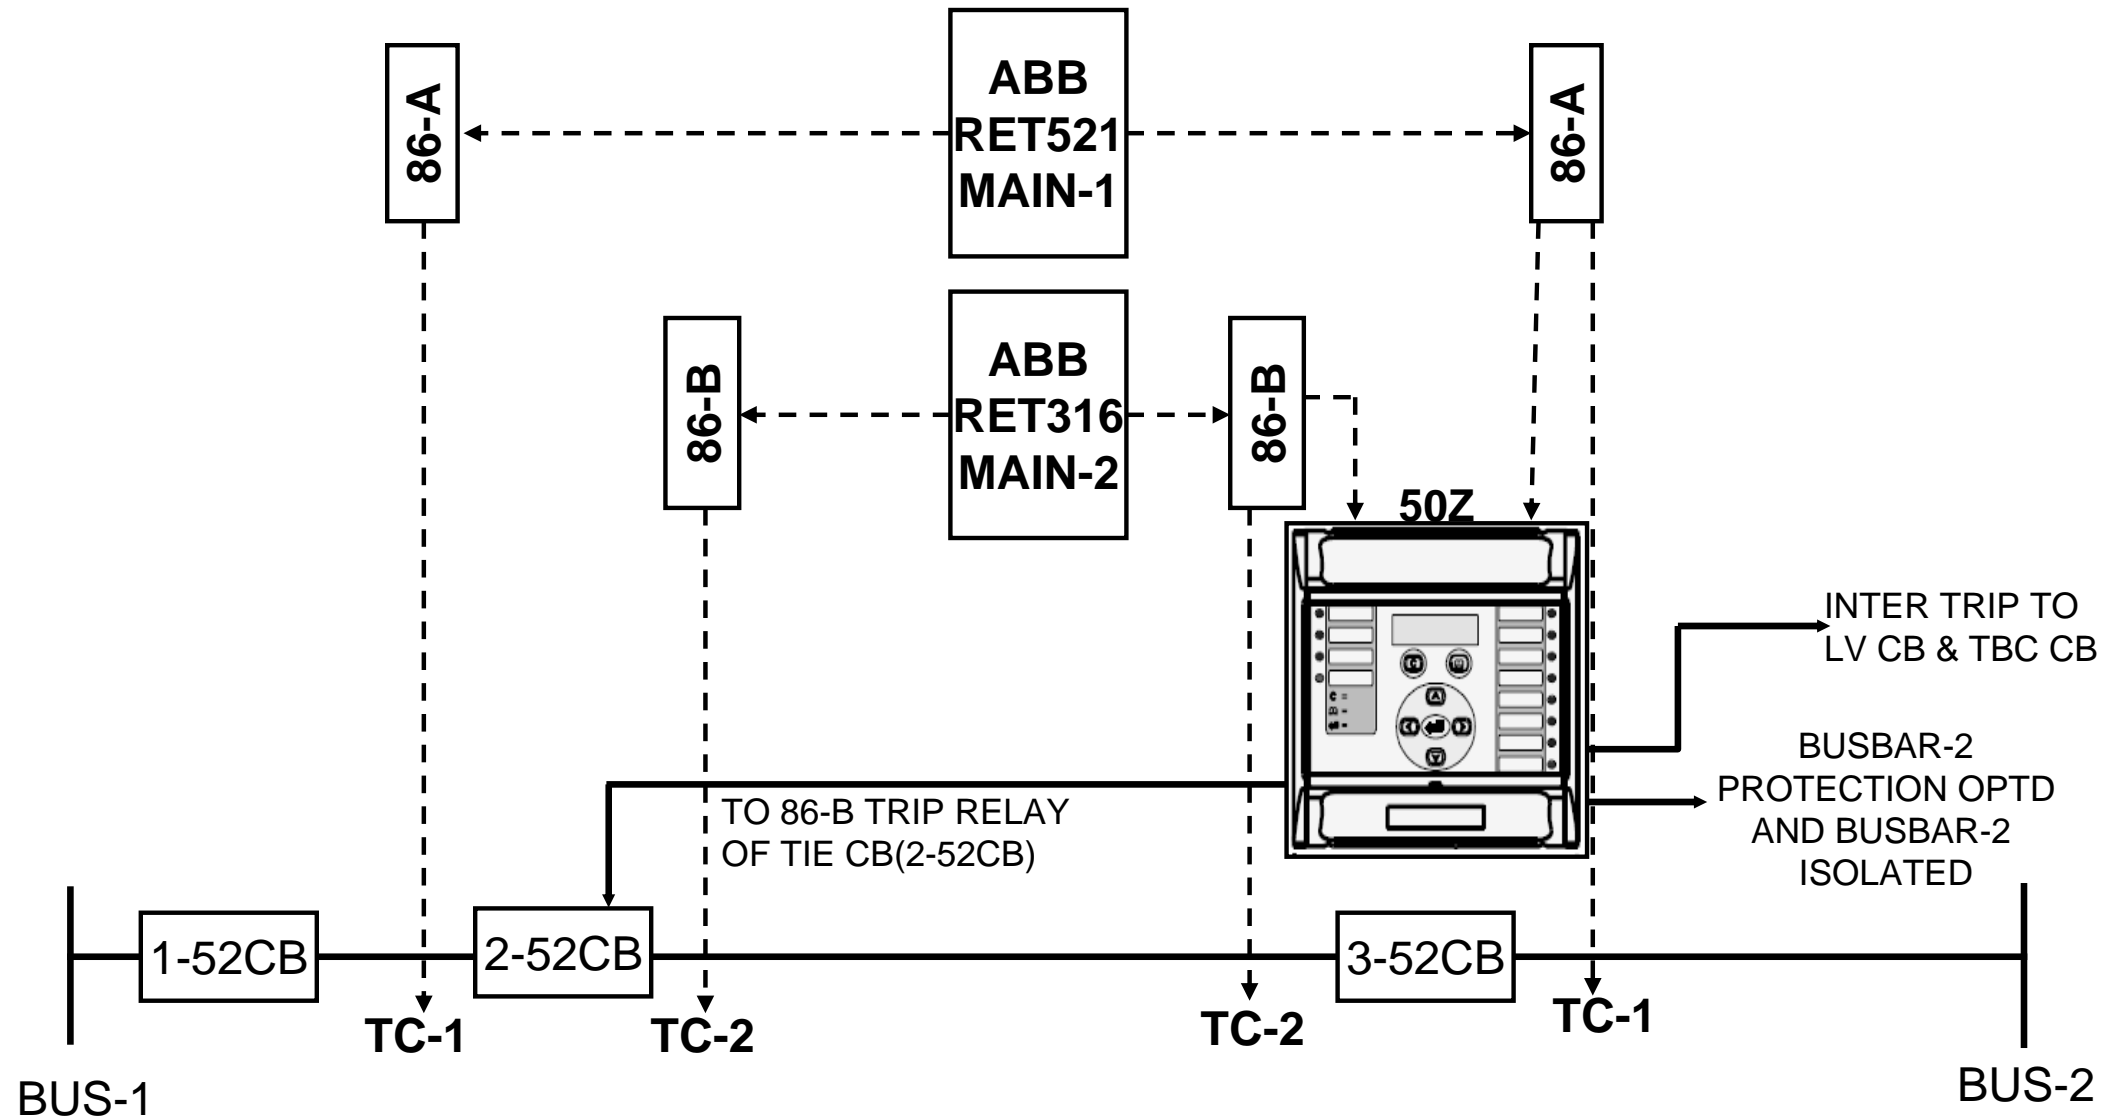 86-A
ABB
RET521
MAIN-1
86-A
86-B
ABB
RET316
MAIN-2
86-B
50Z
INTER TRIP TO
LV CB & TBC CB
BUSBAR-2
PROTECTION OPTD
AND BUSBAR-2
ISOLATED
TO 86-B TRIP RELAY
OF TIE CB(2-52CB)
1-52CB
2-52CB
3-52CB
TC-1
TC-2
TC-2
TC-1
BUS-1
BUS-2